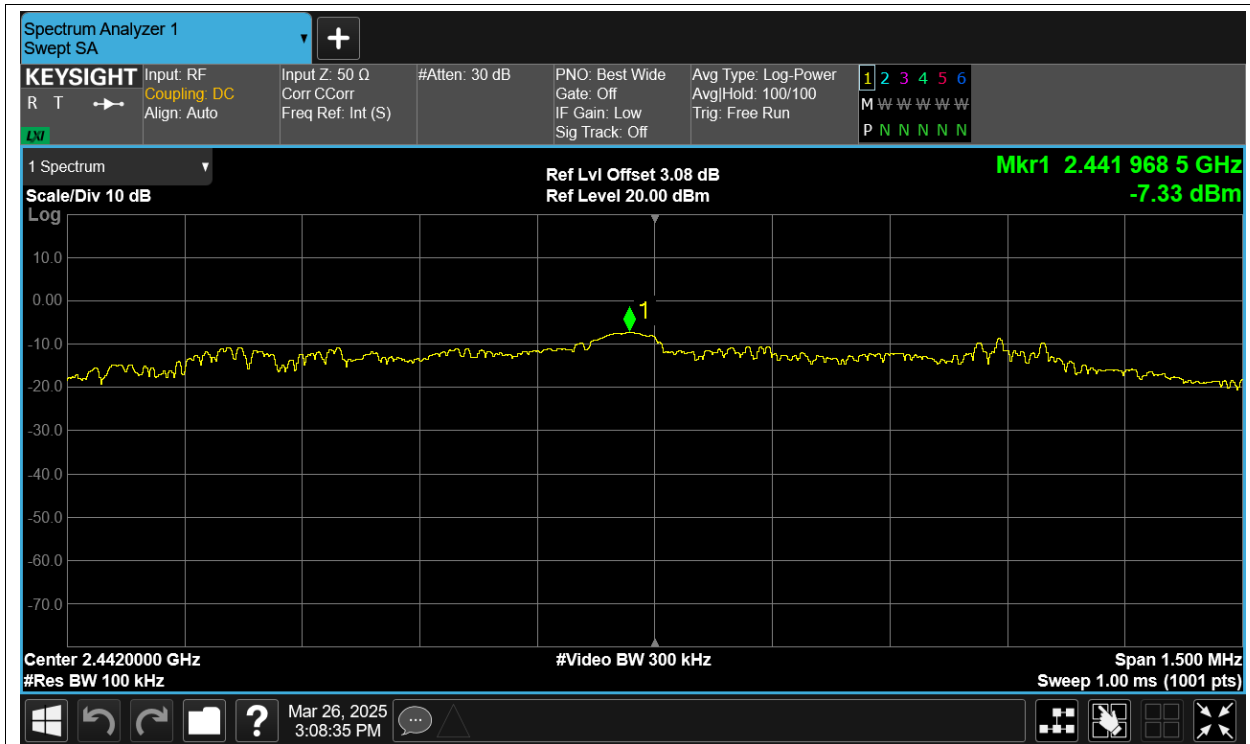 Spectrum Analyzer 1
Swept SA
KEYSIGHT
R T
LXI
Input: RF
Coupling: DC
Align: Auto
Input Z: 50 Ω
Corr CCorr
Freq Ref: Int (S)
#Atten: 30 dB
PNO: Best Wide
Gate: Off
IF Gain: Low
Sig Track: Off
Avg Type: Log-Power
Avg|Hold: 100/100
Trig: Free Run
1 2 3 4 5 6
M W W W W W
P N N N N N
1 Spectrum
Scale/Div 10 dB
Log
Ref Lvl Offset 3.08 dB
Ref Level 20.00 dBm
Mkr1 2.441 968 5 GHz
-7.33 dBm
10.0
0.00
1
-10.0
-20.0
-30.0
-40.0
-50.0
-60.0
-70.0
Center 2.4420000 GHz
#Res BW 100 kHz
#Video BW 300 kHz
Span 1.500 MHz
Sweep 1.00 ms (1001 pts)
?
Mar 26, 2025
3:08:35 PM